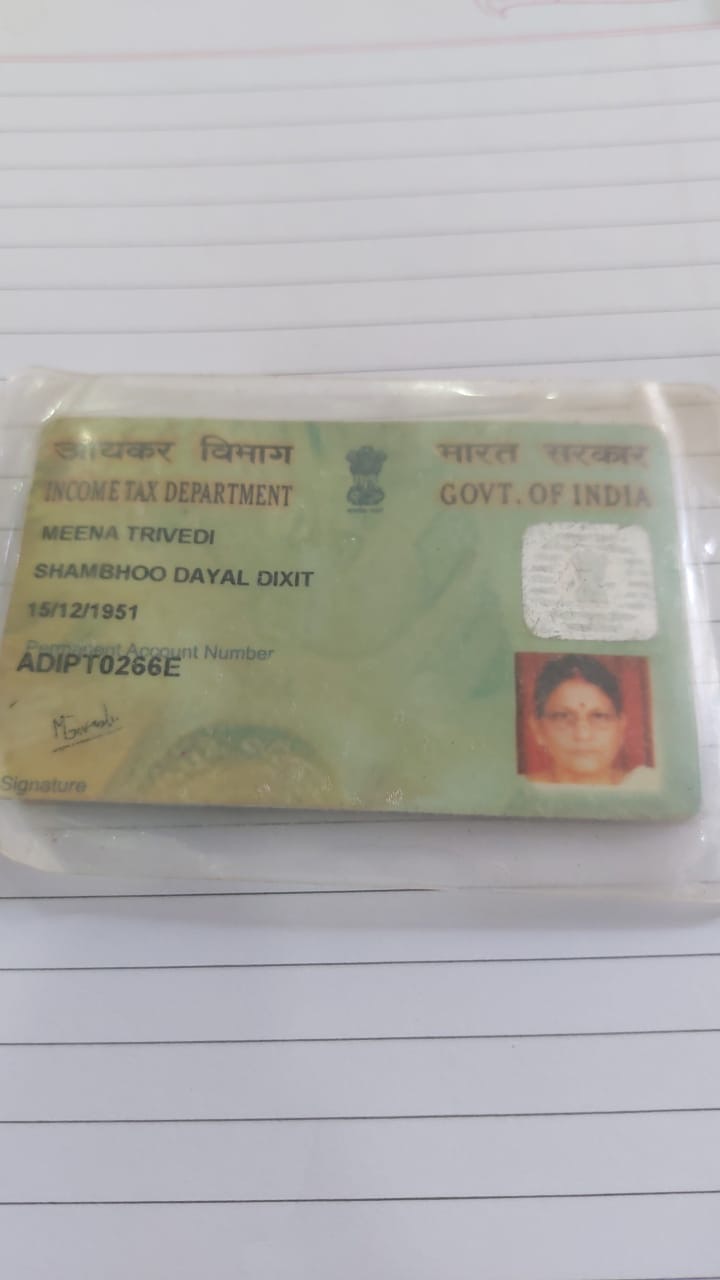 आयकर विभाग
INCOME TAX DEPARTMENT
भारत सरकार
GOVT. OF INDIA
MEENA TRIVEDI
SHAMBHOO DAYAL DIXIT
15/12/1951
Permanent Account Number
ADIPT0266E
Signature